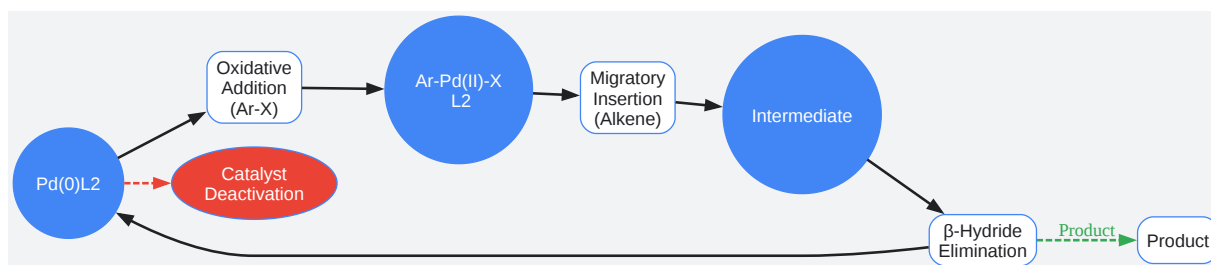 Pd(0)L2
Oxidative
Addition
(Ar-X)
Catalyst
Deactivation
Ar-Pd(II)-X
L2
Migratory
Insertion
(Alkene)
Intermediate
β-Hydride
Elimination
Product
Product